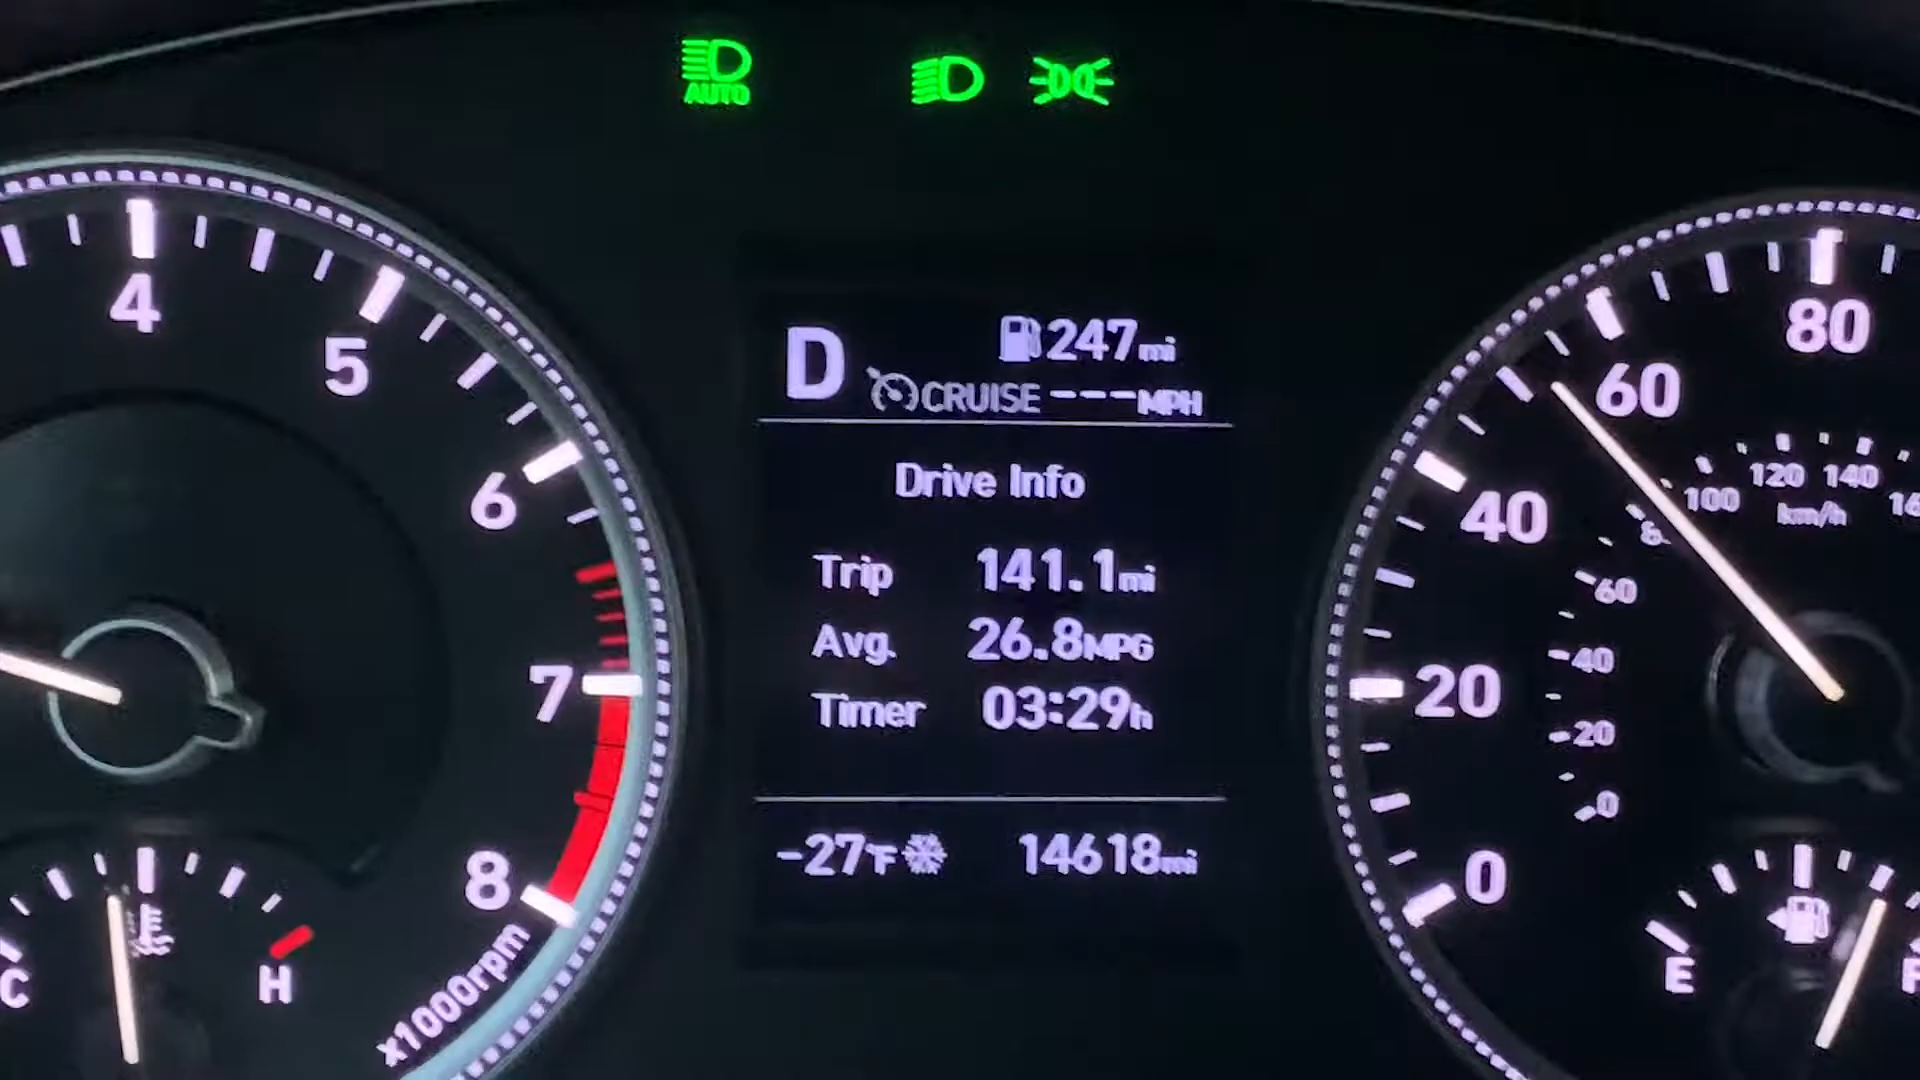 AUTO
4
5
6
7
8
x1000rpm
C
H
D
247mi
CRUISE ---MPH
Drive Info
Trip 141.1mi
Avg. 26.8MPG
Timer 03:29h
-27°F 14618mi
80
60
40
20
0
100
120
140
km/h
60
40
20
0
E